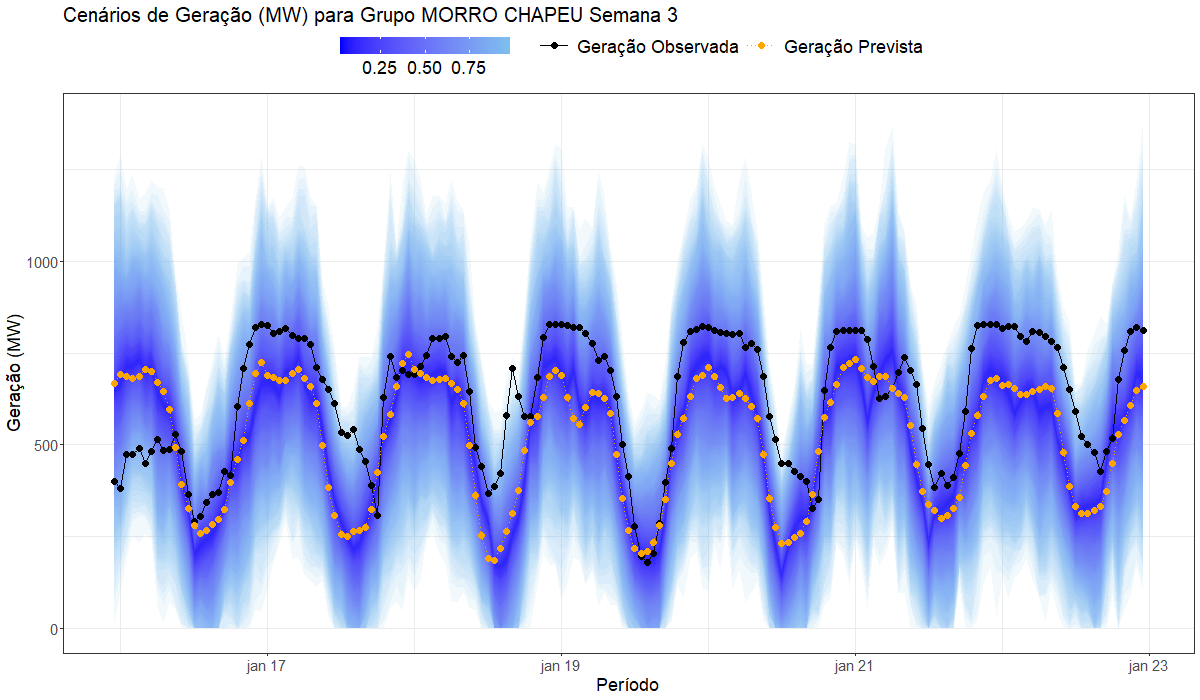 Cenários de Geração (MW) para Grupo MORRO CHAPEU Semana 3
0.25 0.50 0.75
Geração Observada
Geração Prevista
Geração (MW)
1000
500
0
jan 17
jan 19
jan 21
jan 23
Período